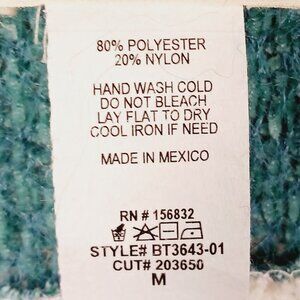 80% POLYESTER
20% NYLON
HAND WASH COLD
DO NOT BLEACH
LAY FLAT TO DRY
COOL IRON IF NEED
MADE IN MEXICO
RN # 156832
STYLE# BT3643-01
CUT# 203650
M